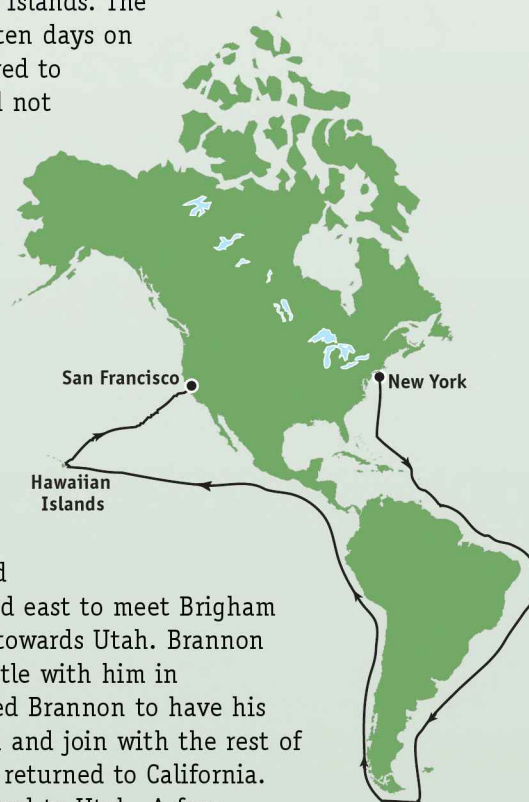 Islands. The
ten days on
ed to
not
San Francisco
New York
Hawaiian
Islands
d east to meet Brigham
towards Utah. Brannon
tle with him in
ed Brannon to have his
and join with the rest of
returned to California.